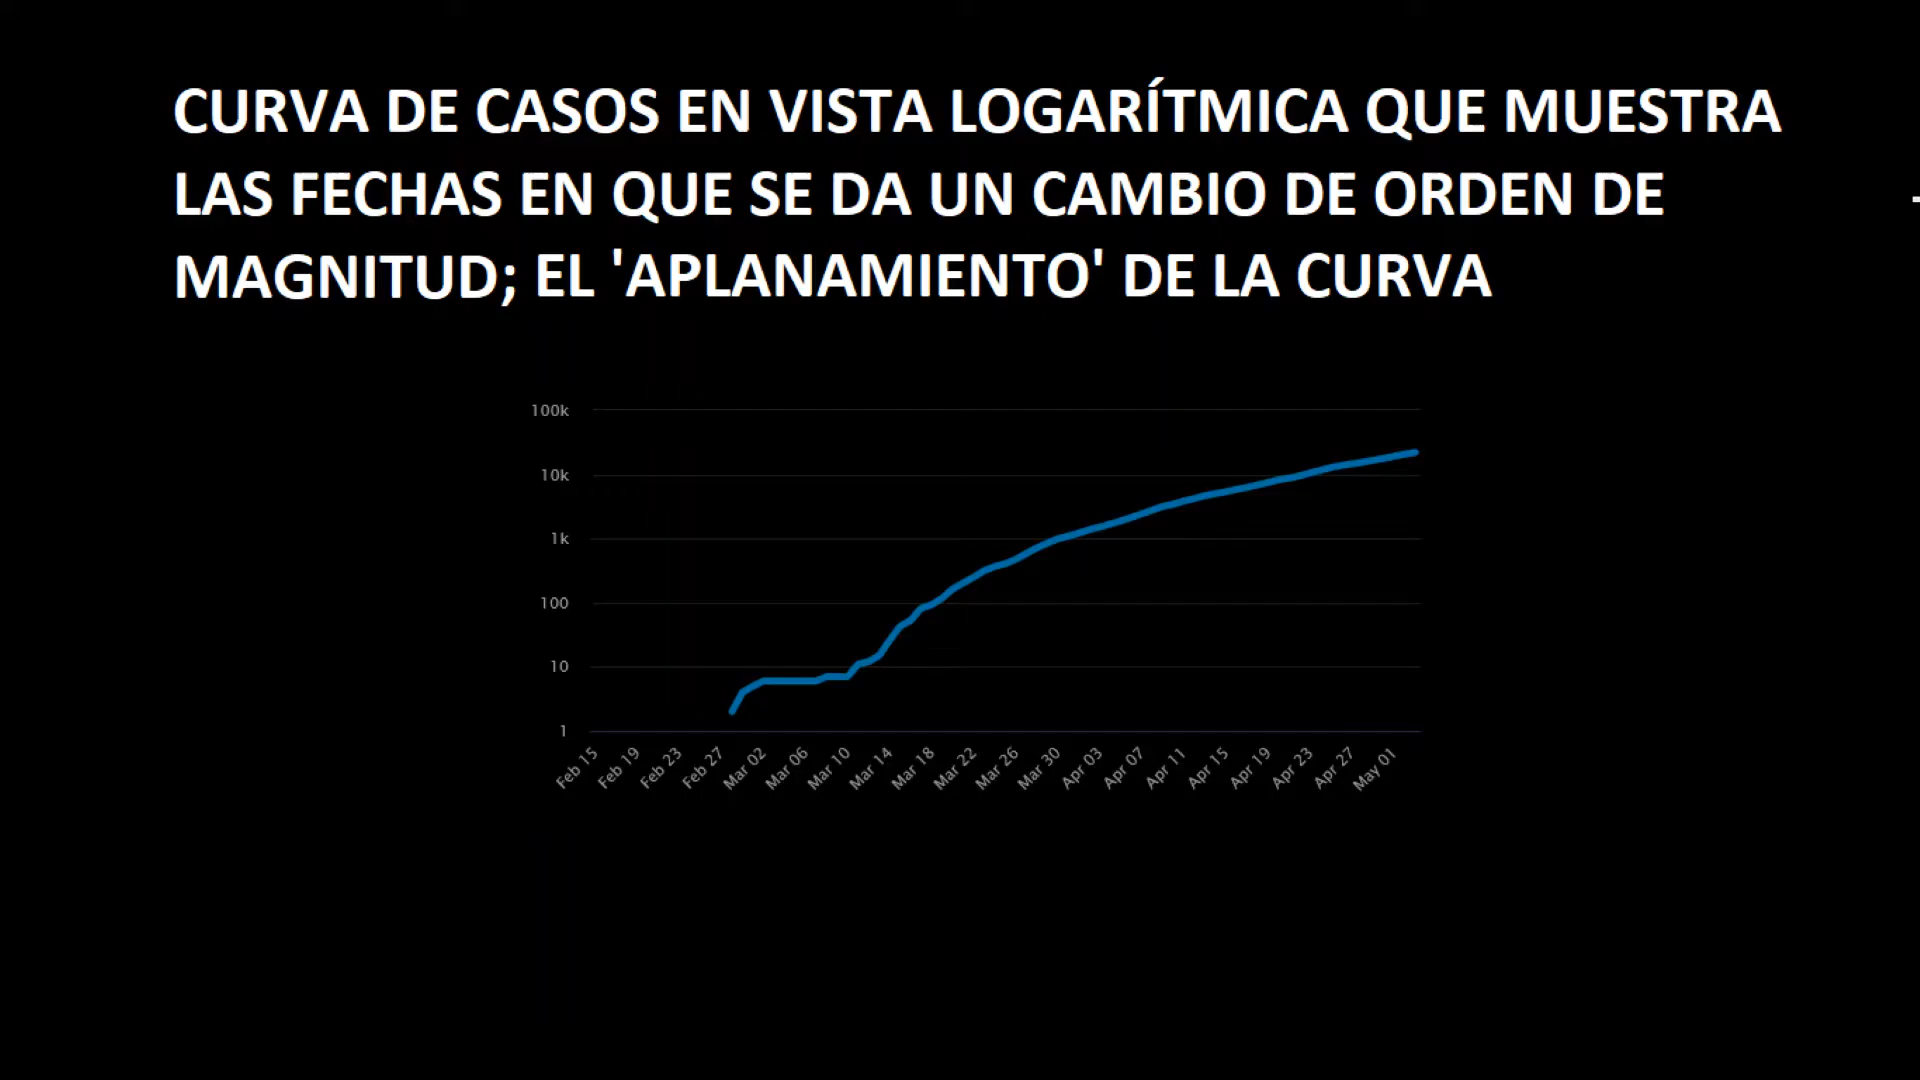 CURVA DE CASOS EN VISTA LOGARÍTMICA QUE MUESTRA
LAS FECHAS EN QUE SE DA UN CAMBIO DE ORDEN DE
MAGNITUD; EL 'APLANAMIENTO' DE LA CURVA
100k
10k
1k
100
10
1
Feb 15
Feb 19
Feb 23
Feb 27
Mar 02
Mar 06
Mar 10
Mar 14
Mar 18
Mar 22
Mar 26
Mar 30
Apr 03
Apr 07
Apr 11
Apr 15
Apr 19
Apr 23
Apr 27
May 01